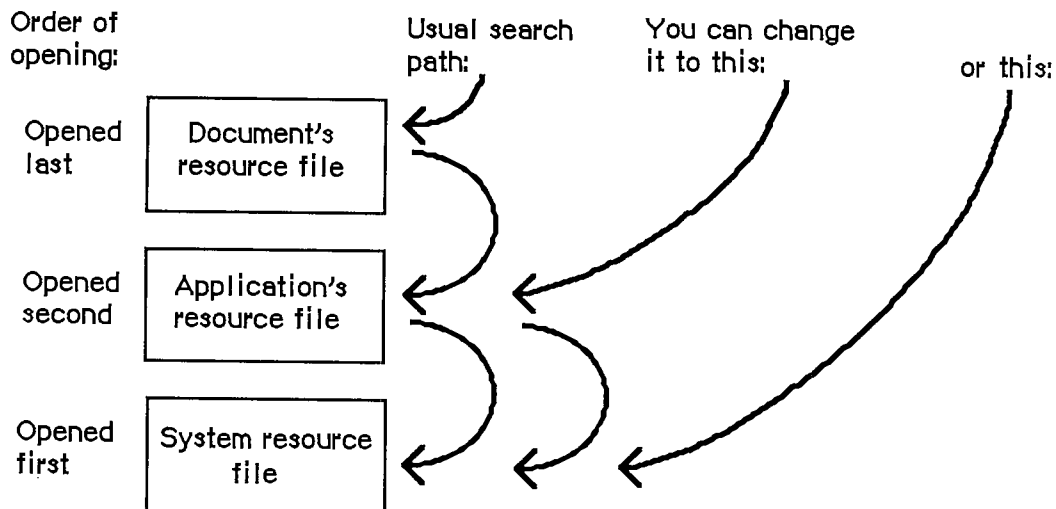 Order of
opening:
Usual search
path:
You can change
it to this:
or this:
Opened
last
Document's
resource file
Opened
second
Application's
resource file
Opened
first
System resource
file